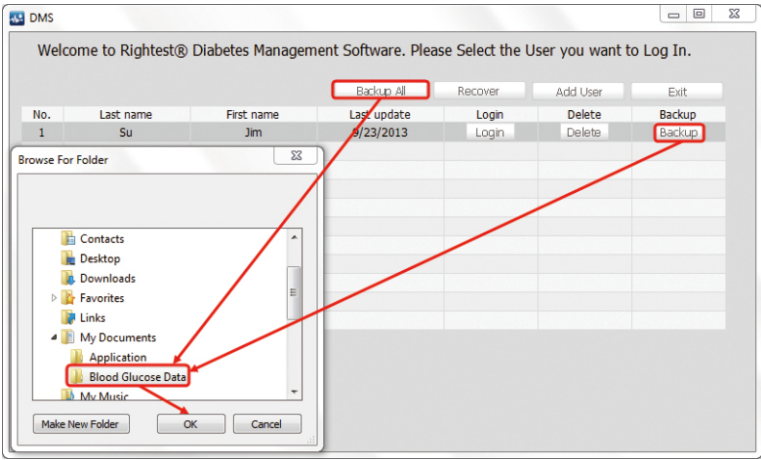 DMS
Welcome to Rightest® Diabetes Management Software. Please Select the User you want to Log In.
Backup All Recover Add User Exit
No. Last name First name Last update Login Delete Backup
1 Su Jim 9/23/2013 Login Delete Backup
Browse For Folder
Contacts
Desktop
Downloads
Favorites
Links
My Documents
Application
Blood Glucose Data
My Music
Make New Folder OK Cancel